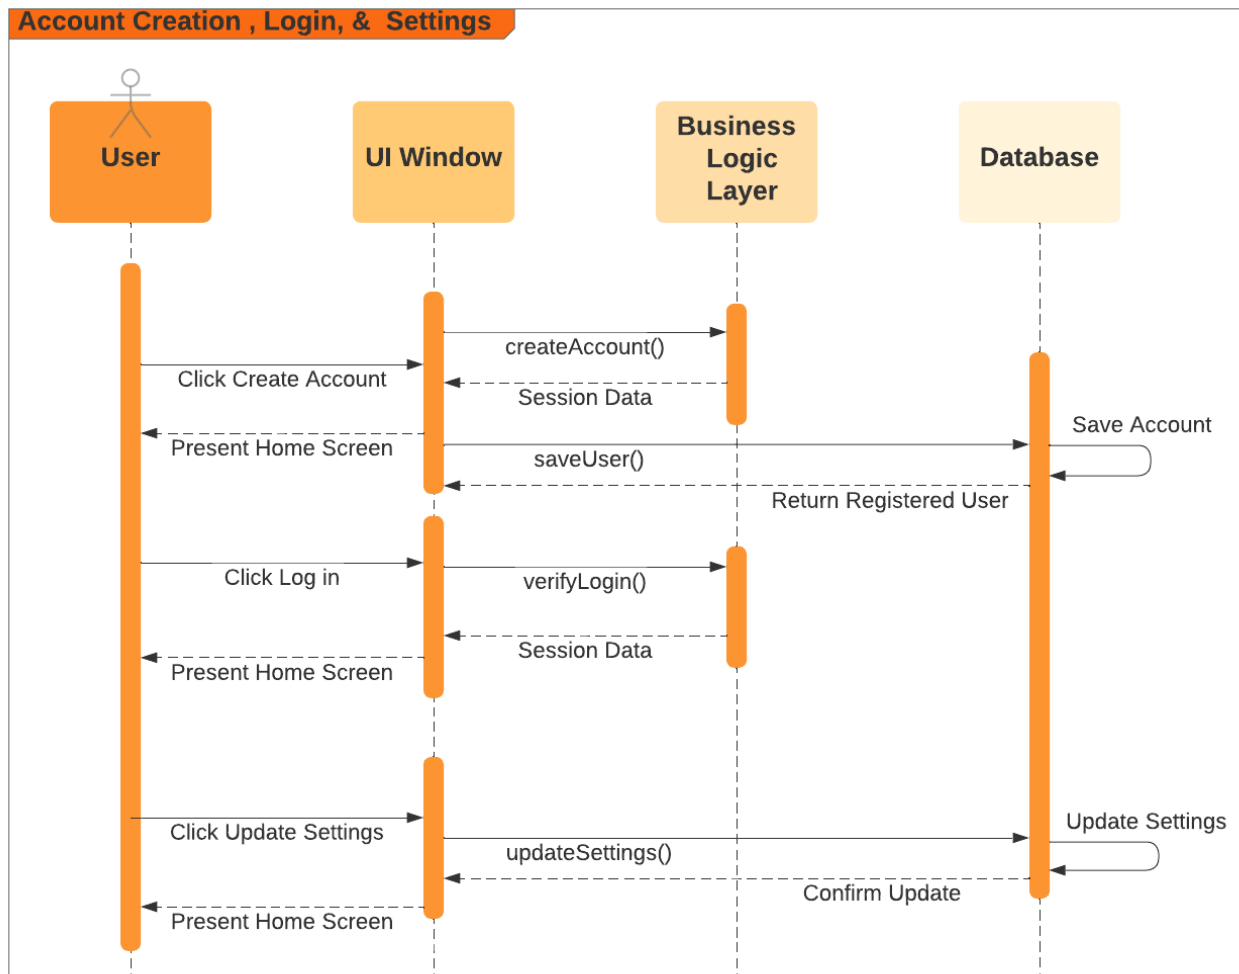 Account Creation , Login, &  Settings
User
UI Window
Business
Logic
Layer
Database
createAccount()
Click Create Account
Session Data
Save Account
Present Home Screen
saveUser()
Return Registered User
Click Log in
verifyLogin()
Session Data
Present Home Screen
Update Settings
Click Update Settings
updateSettings()
Confirm Update
Present Home Screen